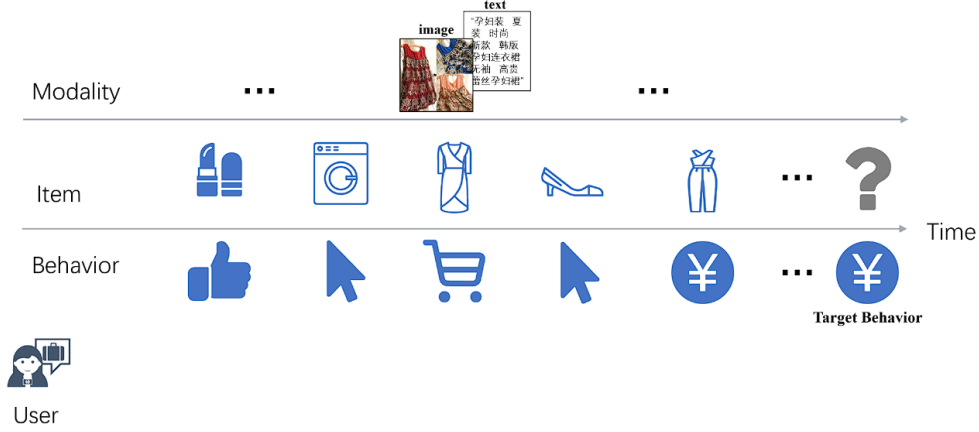 text
image
"孕妇装 夏
装 时尚
新款 韩版
孕妇连衣裙
无袖 高贵
蕾丝孕妇裙"
Modality
...
...
Item
...
?
Time
Behavior
¥
...
¥
Target Behavior
User